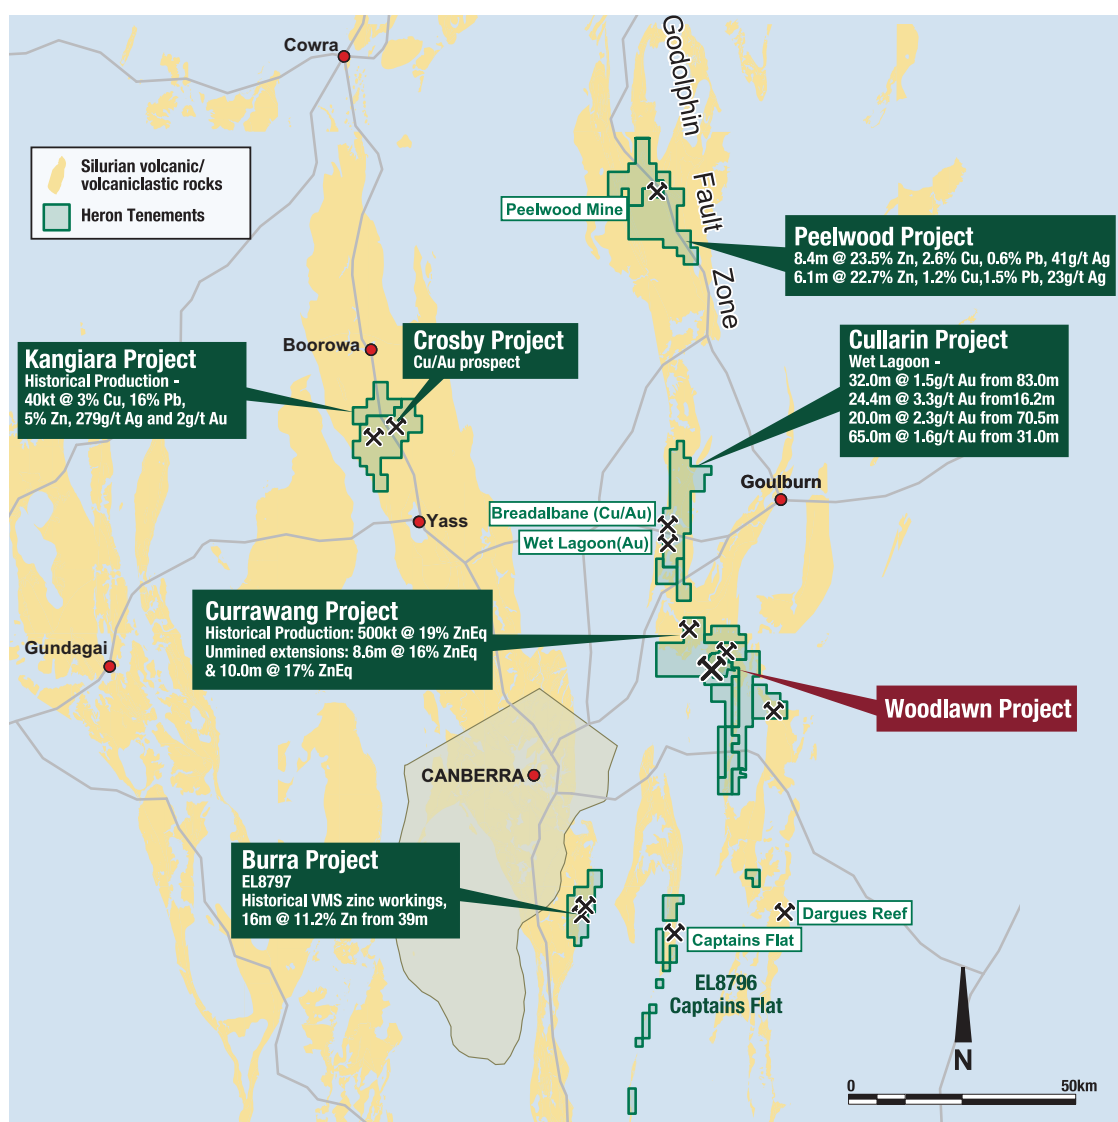 Cowra
Godolphin Fault Zone
Silurian volcanic/
volcaniclastic rocks
Heron Tenements
Peelwood Mine
Peelwood Project
8.4m @ 23.5% Zn, 2.6% Cu, 0.6% Pb, 41g/t Ag
6.1m @ 22.7% Zn, 1.2% Cu,1.5% Pb, 23g/t Ag
Boorowa
Crosby Project
Cu/Au prospect
Kangiara Project
Historical Production -
40kt @ 3% Cu, 16% Pb,
5% Zn, 279g/t Ag and 2g/t Au
Cullarin Project
Wet Lagoon -
32.0m @ 1.5g/t Au from 83.0m
24.4m @ 3.3g/t Au from16.2m
20.0m @ 2.3g/t Au from 70.5m
65.0m @ 1.6g/t Au from 31.0m
Goulburn
Breadalbane (Cu/Au)
Yass
Wet Lagoon(Au)
Currawang Project
Historical Production: 500kt @ 19% ZnEq
Unmined extensions: 8.6m @ 16% ZnEq
& 10.0m @ 17% ZnEq
Gundagai
Woodlawn Project
CANBERRA
Burra Project
EL8797
Historical VMS zinc workings,
16m @ 11.2% Zn from 39m
Dargues Reef
Captains Flat
EL8796
Captains Flat
N
0 50km